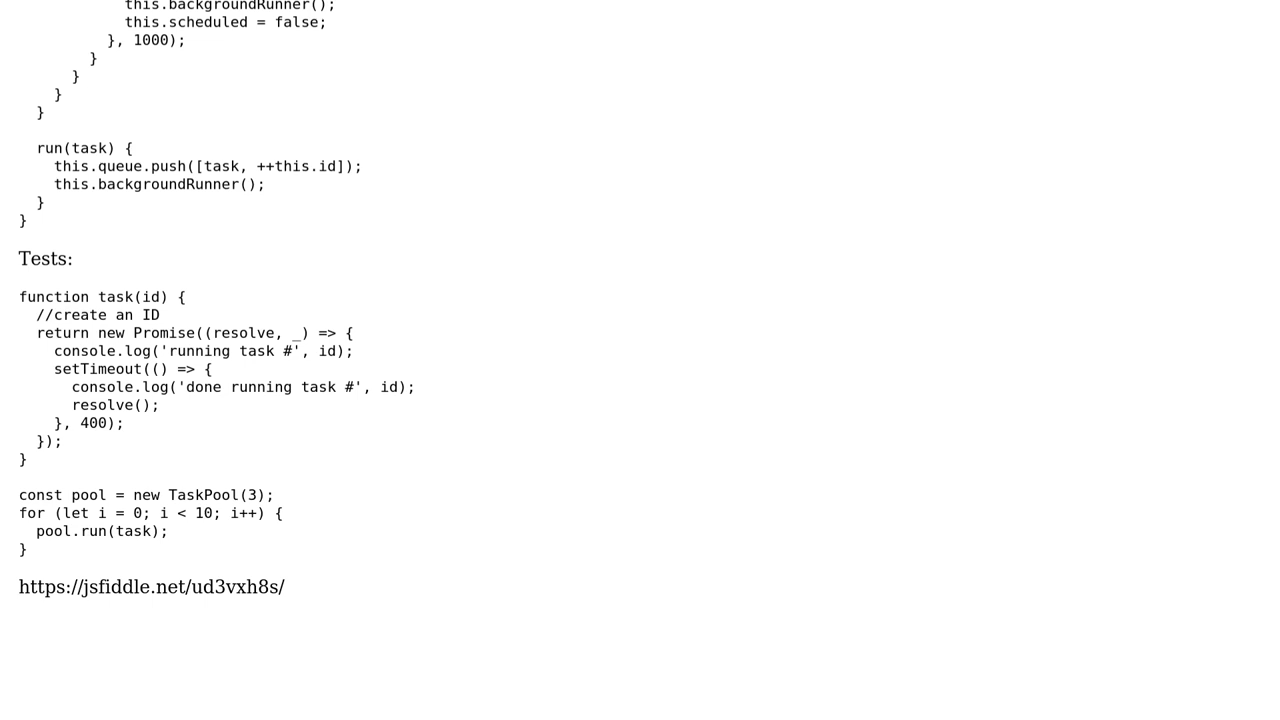 this.backgroundRunner();
            this.scheduled = false;
          }, 1000);
        }
      }
    }
  }

  run(task) {
    this.queue.push([task, ++this.id]);
    this.backgroundRunner();
  }
}
Tests:
function task(id) {
  //create an ID
  return new Promise((resolve, _) => {
    console.log('running task #', id);
    setTimeout(() => {
      console.log('done running task #', id);
      resolve();
    }, 400);
  });
}

const pool = new TaskPool(3);
for (let i = 0; i < 10; i++) {
  pool.run(task);
}
https://jsfiddle.net/ud3vxh8s/